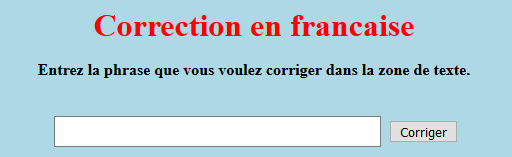 Correction en francaise
Entrez la phrase que vous voulez corriger dans la zone de texte.
Corriger